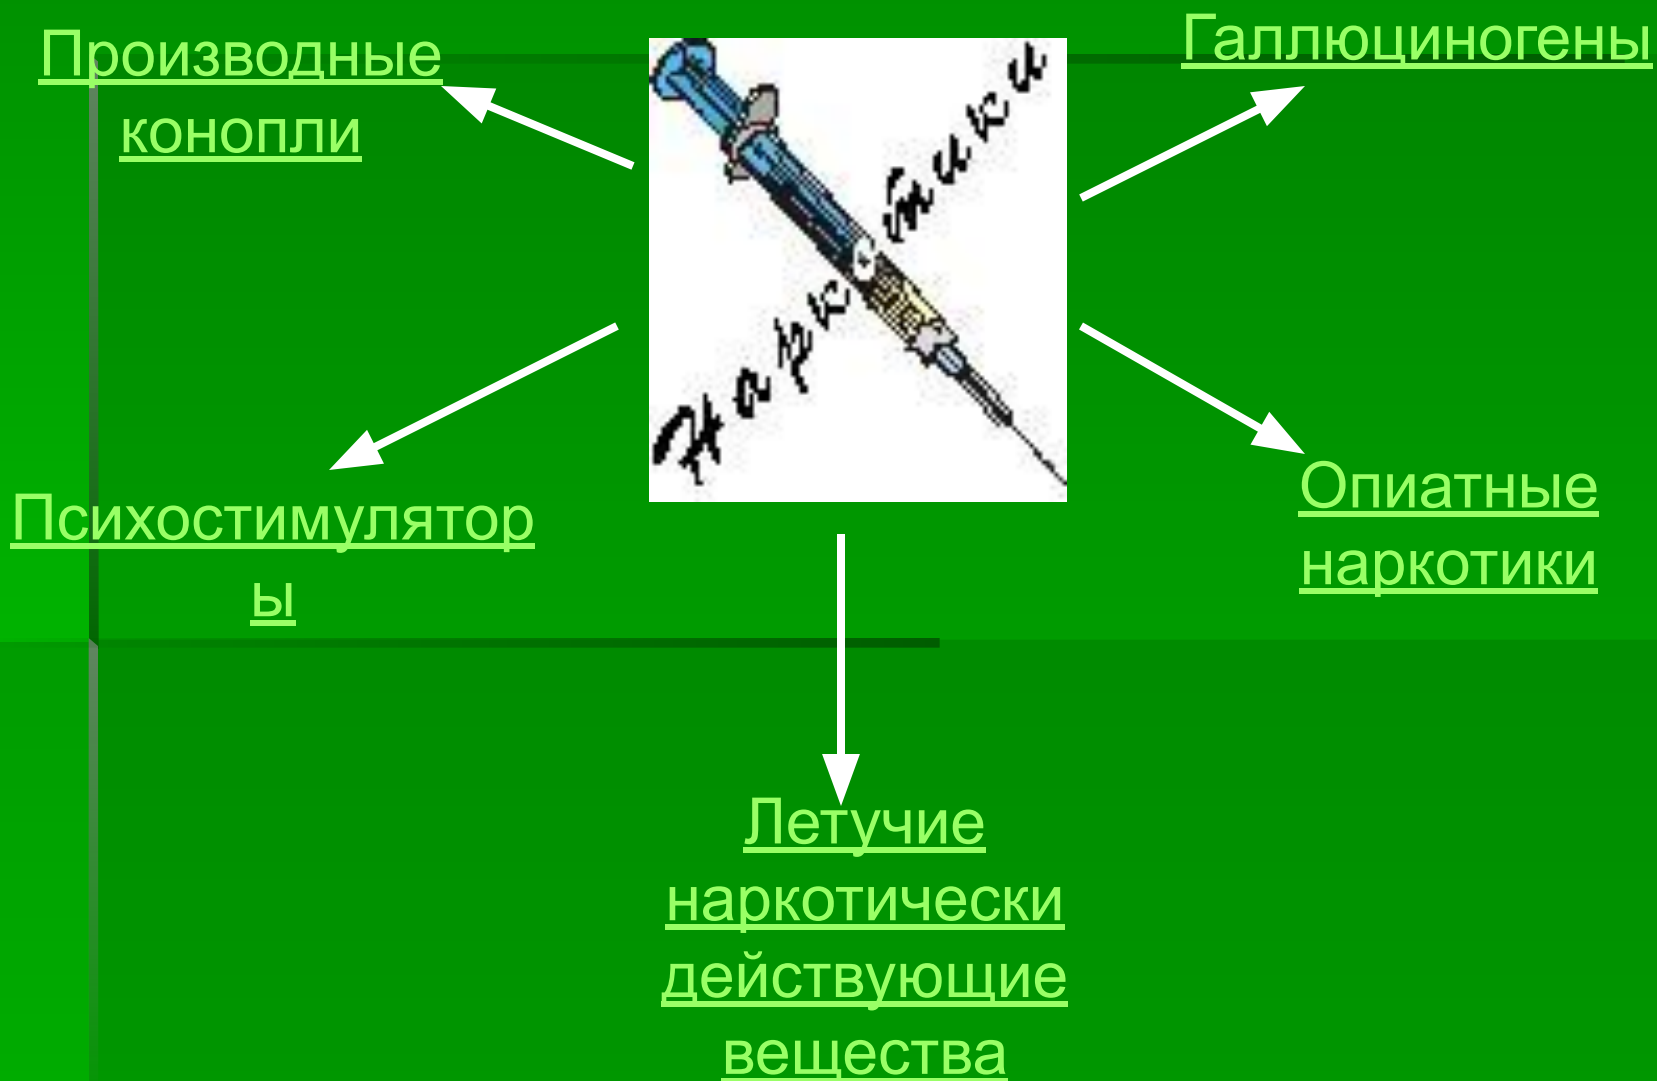 Производные
конопли
Галлюциногены
Наркотики
Психостимулятор
ы
Опиатные
наркотики
Летучие
наркотически
действующие
вещества